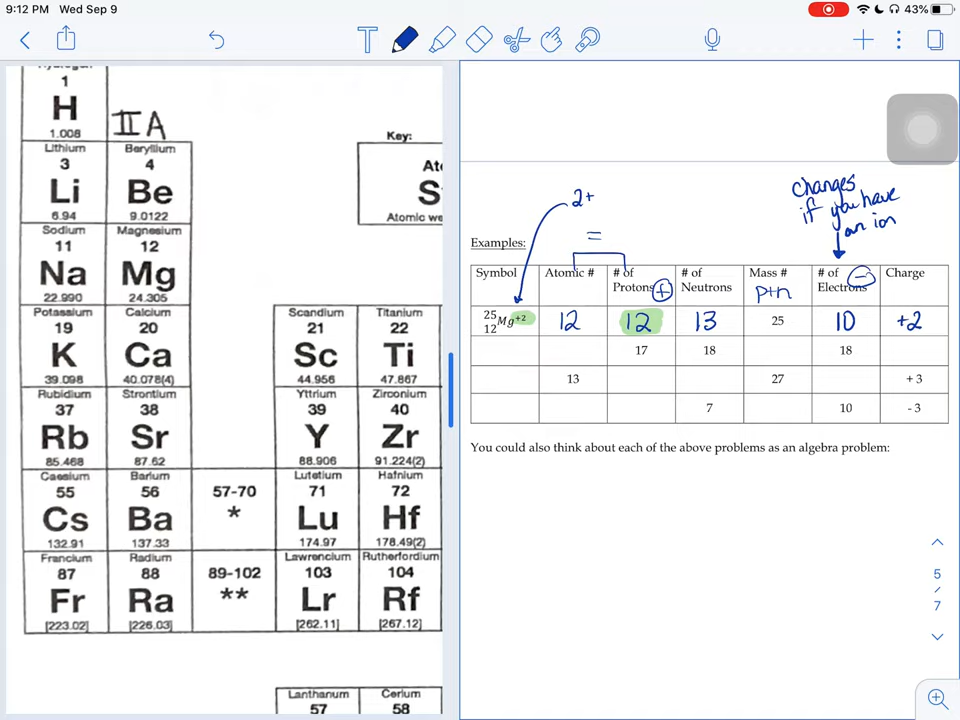 9:12 PM Wed Sep 9
43%
T
1
H
1.008
IIA
Key:
Lithium Beryllium
3 4
Li Be
6.94 9.0122
At
S
Atomic we
Sodium Magnesium
11 12
Na Mg
22.990 24.305
Potassium Calcium Scandium Titanium
19 20 21 22
K Ca Sc Ti
39.098 40.078(4) 44.956 47.867
Rubidium Strontium Yttrium Zirconium
37 38 39 40
Rb Sr Y Zr
85.468 87.62 88.906 91.224(2)
Caesium Barium Lutetium Hafnium
55 56 57-70 71 72
Cs Ba * Lu Hf
132.91 137.33 174.97 178.49(2)
Francium Radium Lawrencium Rutherfordium
87 88 89-102 103 104
Fr Ra ** Lr Rf
[223.02] [226.03] [262.11] [267.12]
Lanthanum Cerium
57 58
changes
if you have
an ion
2+
=
Examples:
Symbol Atomic # # of Protons + # of Neutrons Mass # p+n # of Electrons − Charge
25 12 Mg +2 12 12 13 25 10 +2
17 18 18
13 27 + 3
7 10 - 3
You could also think about each of the above problems as an algebra problem:
5
/
7